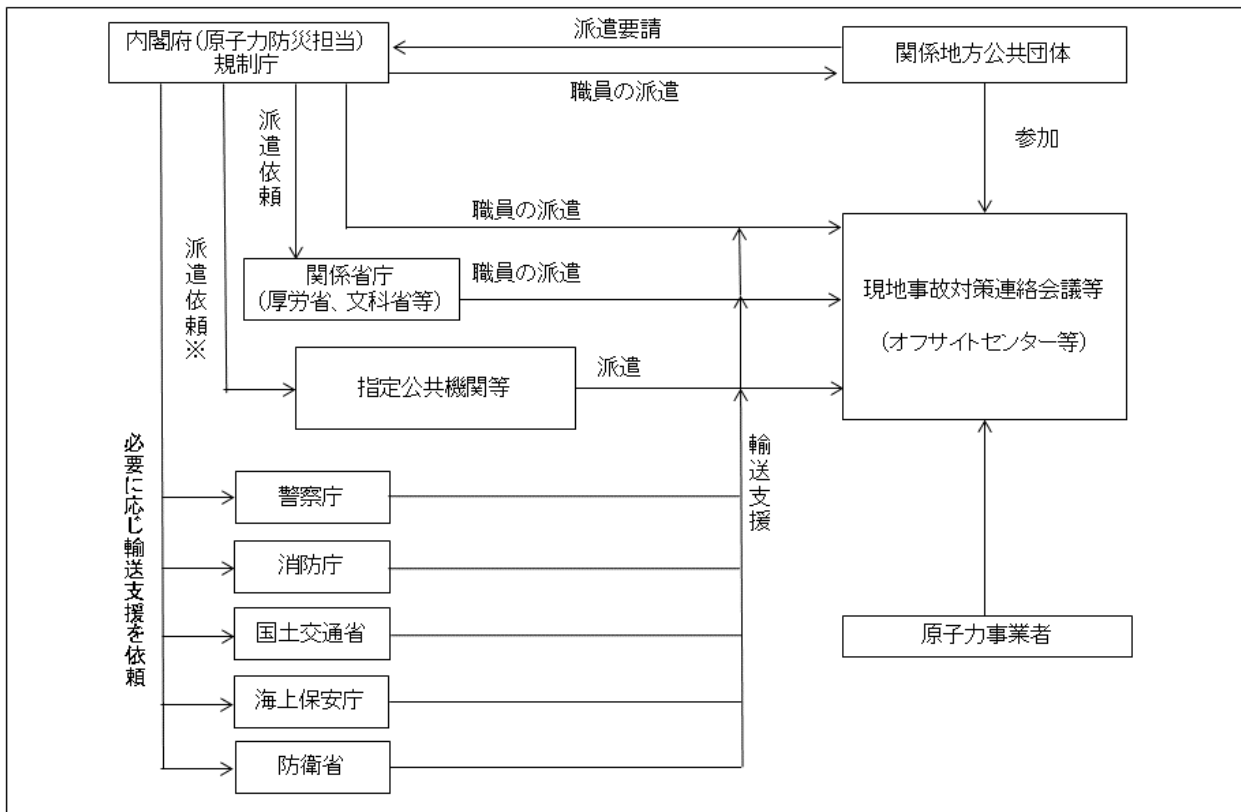 内閣府(原子力防災担当)
規制庁
派遣要請
関係地方公共団体
職員の派遣
派遣依頼
参加
職員の派遣
派遣依頼※
関係省庁
(厚労省、文科省等)
職員の派遣
現地事故対策連絡会議等
(オフサイトセンター等)
指定公共機関等
派遣
必要に応じ輸送支援を依頼
輸送支援
警察庁
消防庁
国土交通省
原子力事業者
海上保安庁
防衛省